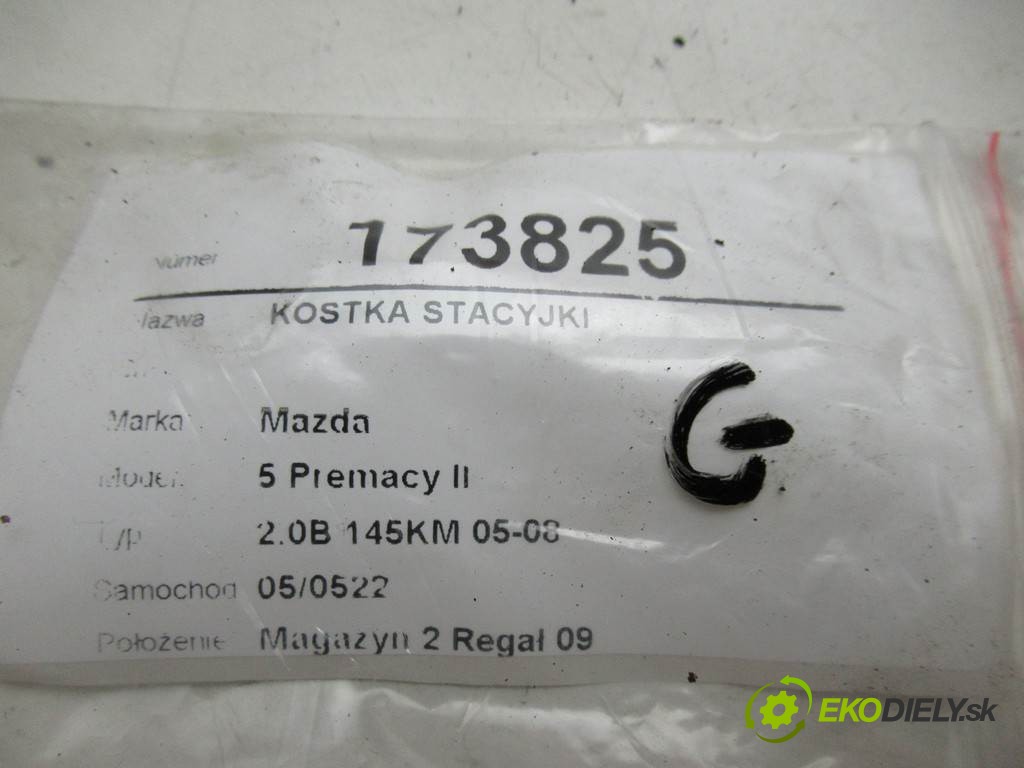 Numer 173825
Nazwa KOSTKA STACYJKI
Marka Mazda
Model: 5 Premacy II
Typ 2.0B 145KM 05-08
Samochód 05/0522
Położenie Magazyn 2 Regał 09
G
EKODIELY.sk